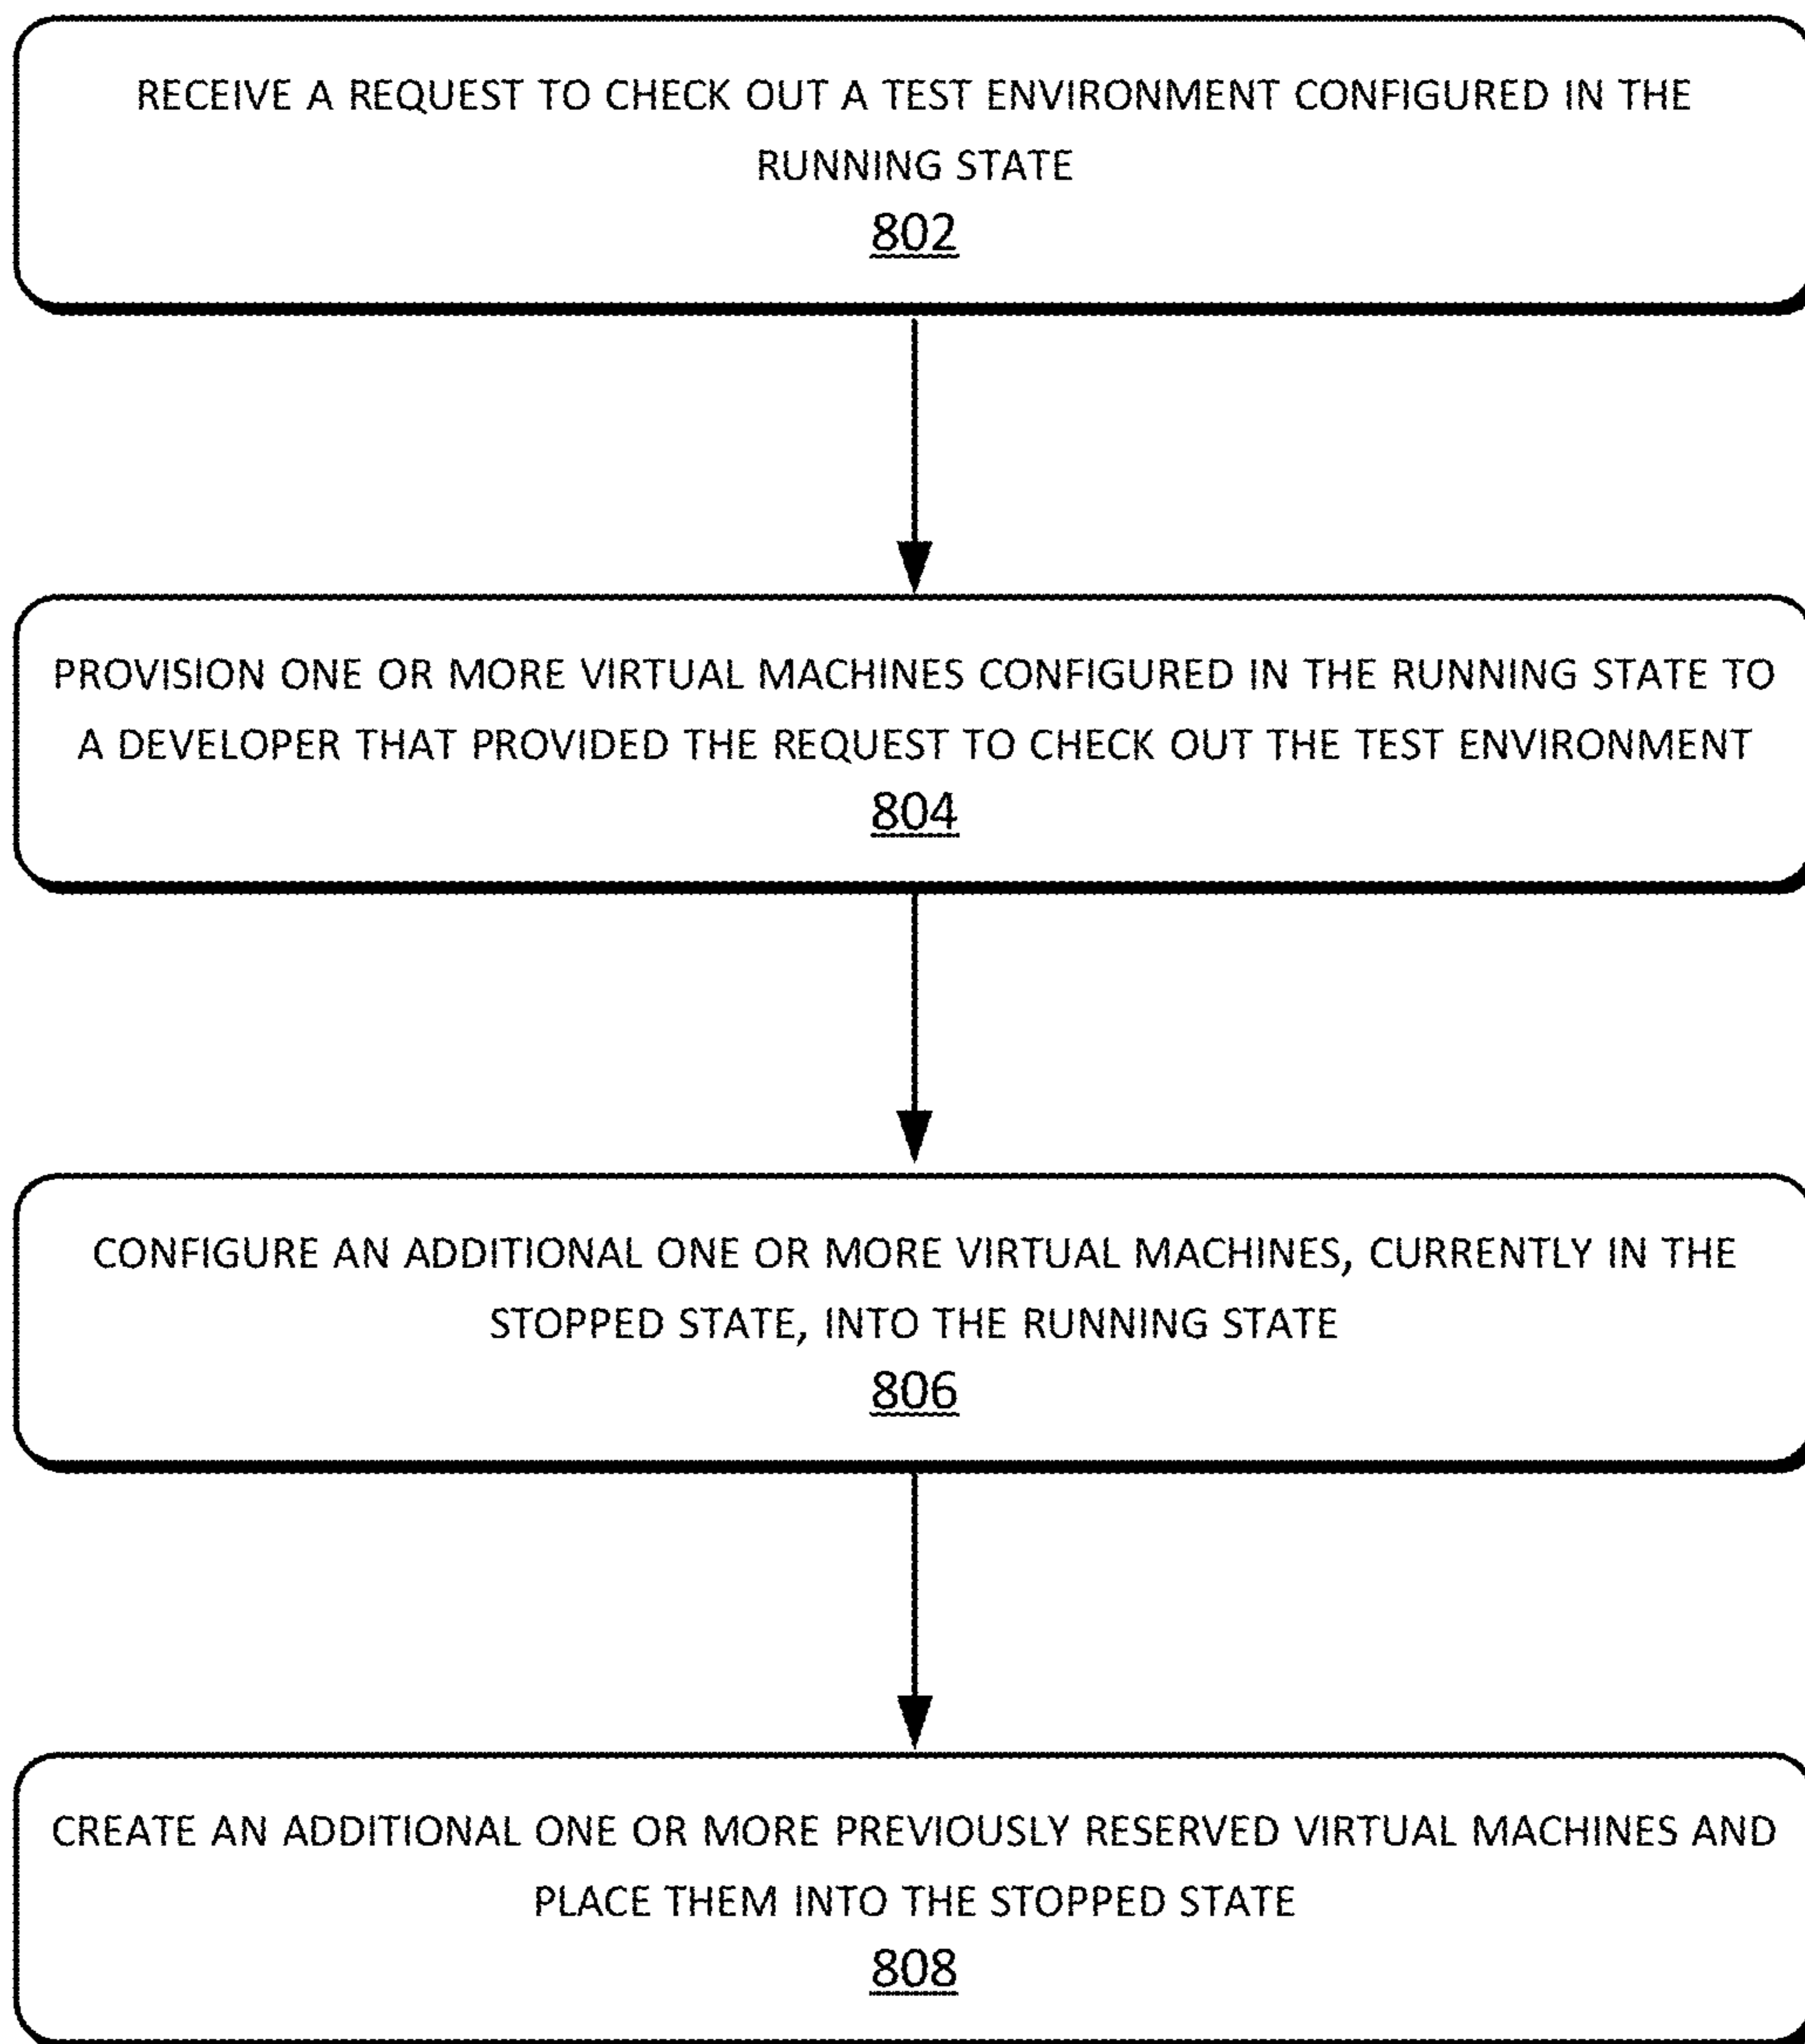 RECEIVE A REQUEST TO CHECK OUT A TEST ENVIRONMENT CONFIGURED IN THE
RUNNING STATE
802
PROVISION ONE OR MORE VIRTUAL MACHINES CONFIGURED IN THE RUNNING STATE TO
A DEVELOPER THAT PROVIDED THE REQUEST TO CHECK OUT THE TEST ENVIRONMENT
804
CONFIGURE AN ADDITIONAL ONE OR MORE VIRTUAL MACHINES, CURRENTLY IN THE
STOPPED STATE, INTO THE RUNNING STATE
806
CREATE AN ADDITIONAL ONE OR MORE PREVIOUSLY RESERVED VIRTUAL MACHINES AND
PLACE THEM INTO THE STOPPED STATE
808